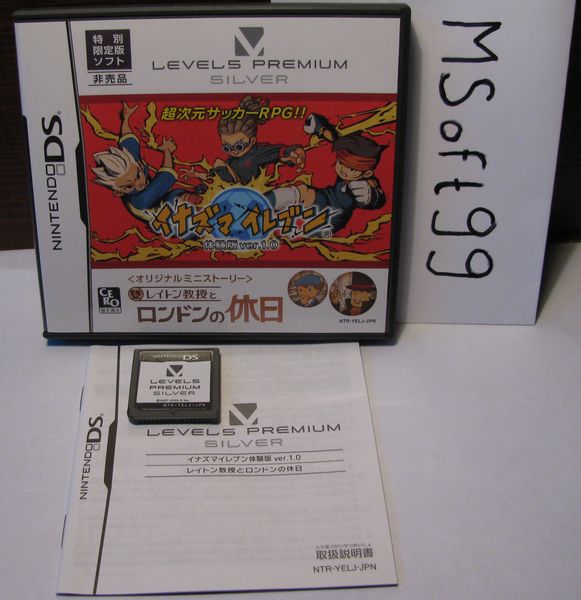 特別
限定版
ソフト
非売品
LEVEL5 PREMIUM
SILVER
NINTENDO DS
超次元サッカーRPG!!
イナズマイレブン
体験版 ver.1.0
<オリジナルミニストーリー>
レイトン教授と
ロンドンの休日
CERO
NTR-YELJ-JPN
MSoft99
NINTENDO DS
LEVEL5
PREMIUM
SILVER
NTR-YELJ-JPN
NINTENDO DS
LEVEL5 PREMIUM
SILVER
イナズマイレブン体験版 ver.1.0
レイトン教授とロンドンの休日
取扱説明書
NTR-YELJ-JPN